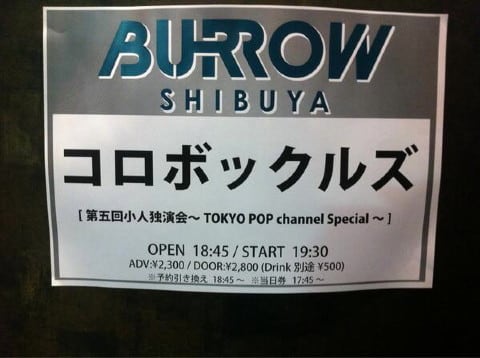 BURROW
SHIBUYA
コロボックルズ
[ 第五回小人独演会～ TOKYO POP channel Special ～ ]
OPEN 18:45 / START 19:30
ADV:¥2,300 / DOOR:¥2,800 (Drink 別途 ¥500)
※予約引き換え 18:45～ ※当日券 17:45～